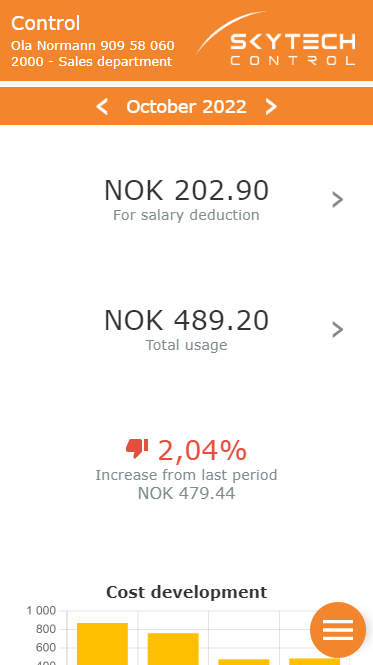 Control
Ola Normann 909 58 060
2000 - Sales department
SKYTECH
CONTROL
October 2022
NOK 202.90
For salary deduction
NOK 489.20
Total usage
2,04%
Increase from last period
NOK 479.44
Cost development
1 000
800
600
400